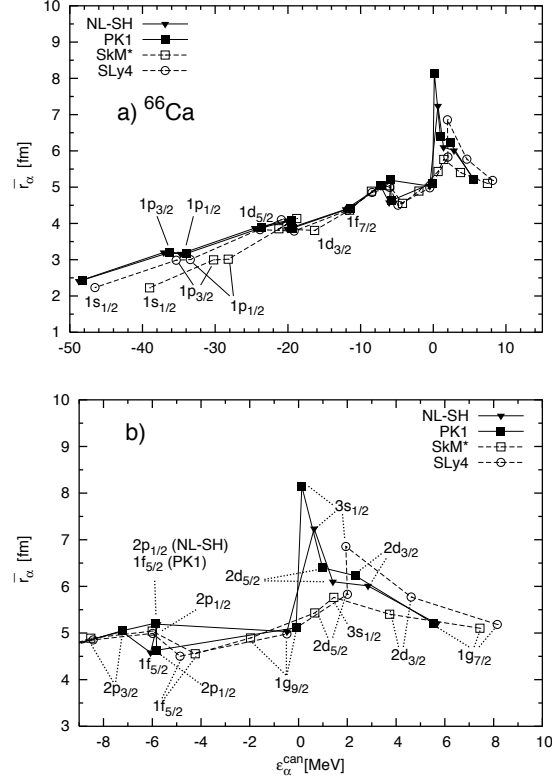 NL-SH
PK1
SkM*
SLy4
a) ⁶⁶Ca
r̄α [fm]
10
9
8
7
6
5
4
3
2
1
1p3/2
1p1/2
1d5/2
1f7/2
1d3/2
1s1/2
1s1/2
1p3/2
1p1/2
-50 -40 -30 -20 -10 0 10
b)
NL-SH
PK1
SkM*
SLy4
r̄α [fm]
10
9
8
7
6
5
4
3
3s1/2
2p1/2 (NL-SH)
1f5/2 (PK1)
2d3/2
2d5/2
2p1/2
1f5/2
2p3/2
2p1/2
1f5/2
1g9/2
3s1/2
2d5/2
2d3/2
1g7/2
-8 -6 -4 -2 0 2 4 6 8
εα^can [MeV]